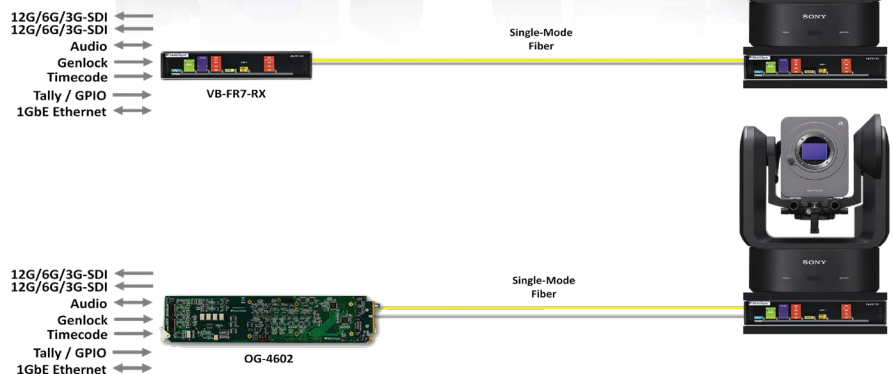 12G/6G/3G-SDI
12G/6G/3G-SDI
Audio
Genlock
Timecode
Tally / GPIO
1GbE Ethernet
VB-FR7-RX
Single-Mode
Fiber
SONY
12G/6G/3G-SDI
12G/6G/3G-SDI
Audio
Genlock
Timecode
Tally / GPIO
1GbE Ethernet
OG-4602
Single-Mode
Fiber
SONY